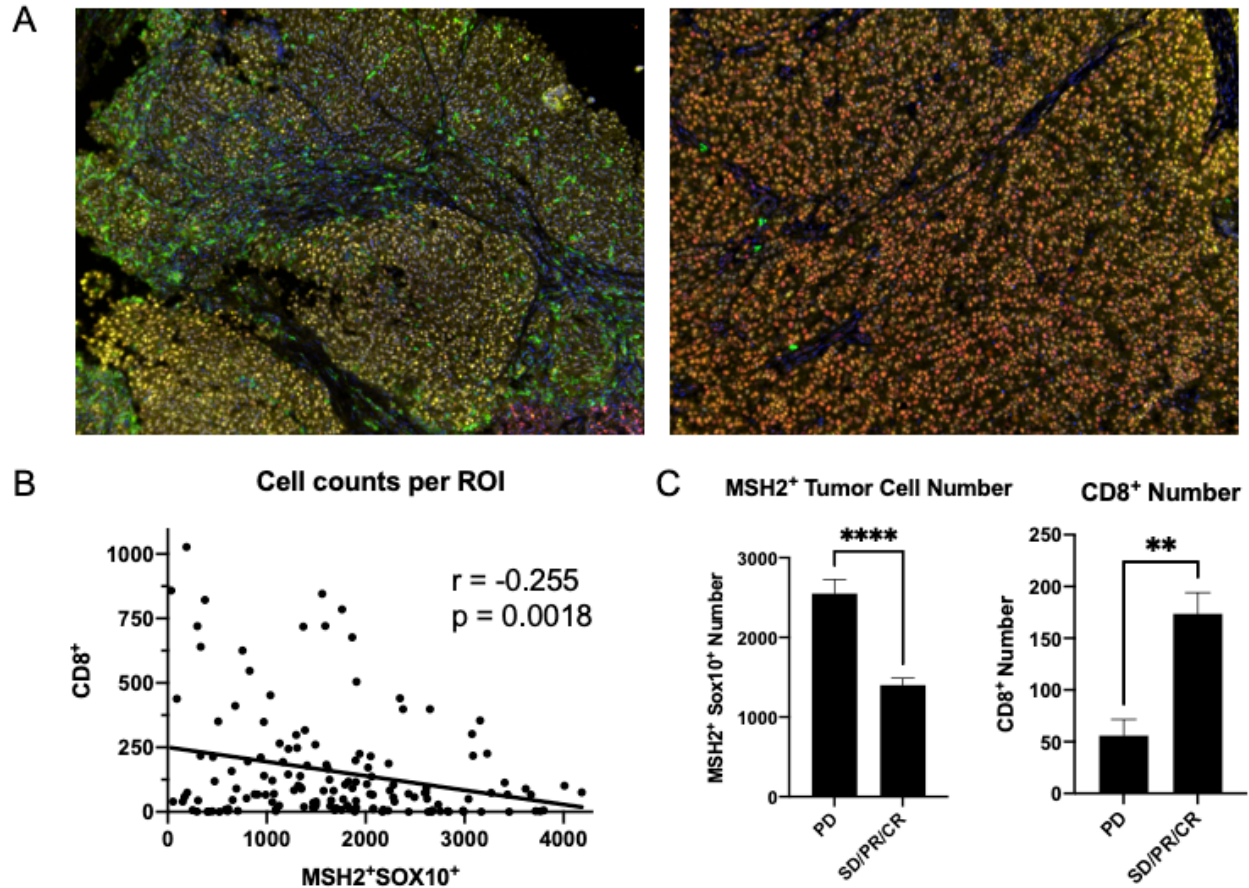 A
B
Cell counts per ROI
r = -0.255
p = 0.0018
CD8⁺
1000
750
500
250
0
0 1000 2000 3000 4000
MSH2⁺SOX10⁺
C
MSH2⁺ Tumor Cell Number
****
MSH2⁺ Sox10⁺ Number
3000
2000
1000
0
PD
SD/PR/CR
CD8⁺ Number
**
CD8⁺ Number
250
200
150
100
50
0
PD
SD/PR/CR